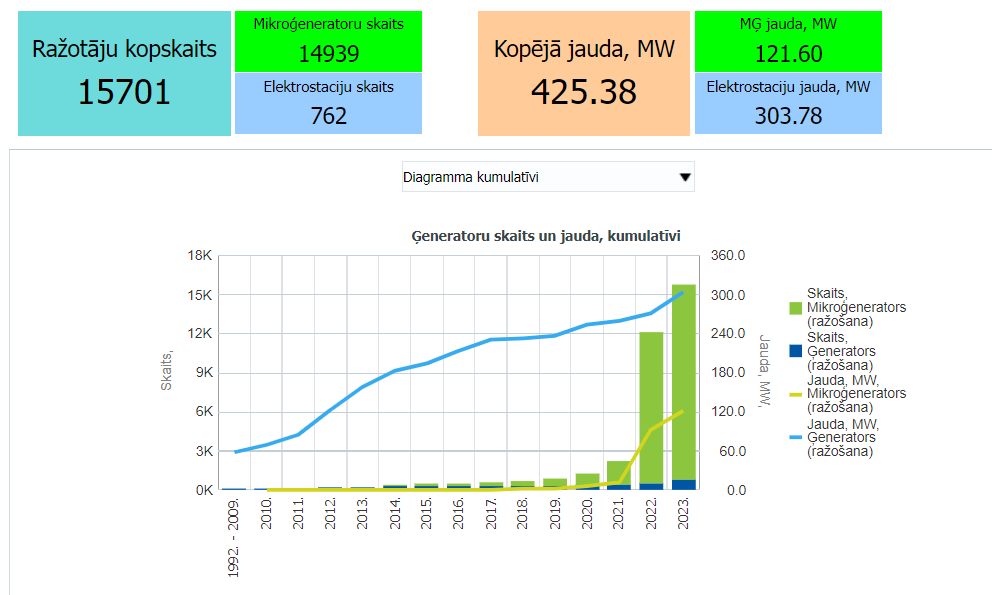 Ražotāju kopskaits
15701
Mikroģeneratoru skaits
14939
Elektrostaciju skaits
762
Kopējā jauda, MW
425.38
MĢ jauda, MW
121.60
Elektrostaciju jauda, MW
303.78
Diagramma kumulatīvi
Ģeneratoru skaits un jauda, kumulatīvi
18K
15K
12K
9K
6K
3K
0K
Skaits,
360.0
300.0
240.0
180.0
120.0
60.0
0.0
Jauda, MW,
1992. - 2009.
2010.
2011.
2012.
2013.
2014.
2015.
2016.
2017.
2018.
2019.
2020.
2021.
2022.
2023.
Skaits,
Mikroģenerators
(ražošana)
Skaits,
Ģenerators
(ražošana)
Jauda, MW,
Mikroģenerators
(ražošana)
Jauda, MW,
Ģenerators
(ražošana)